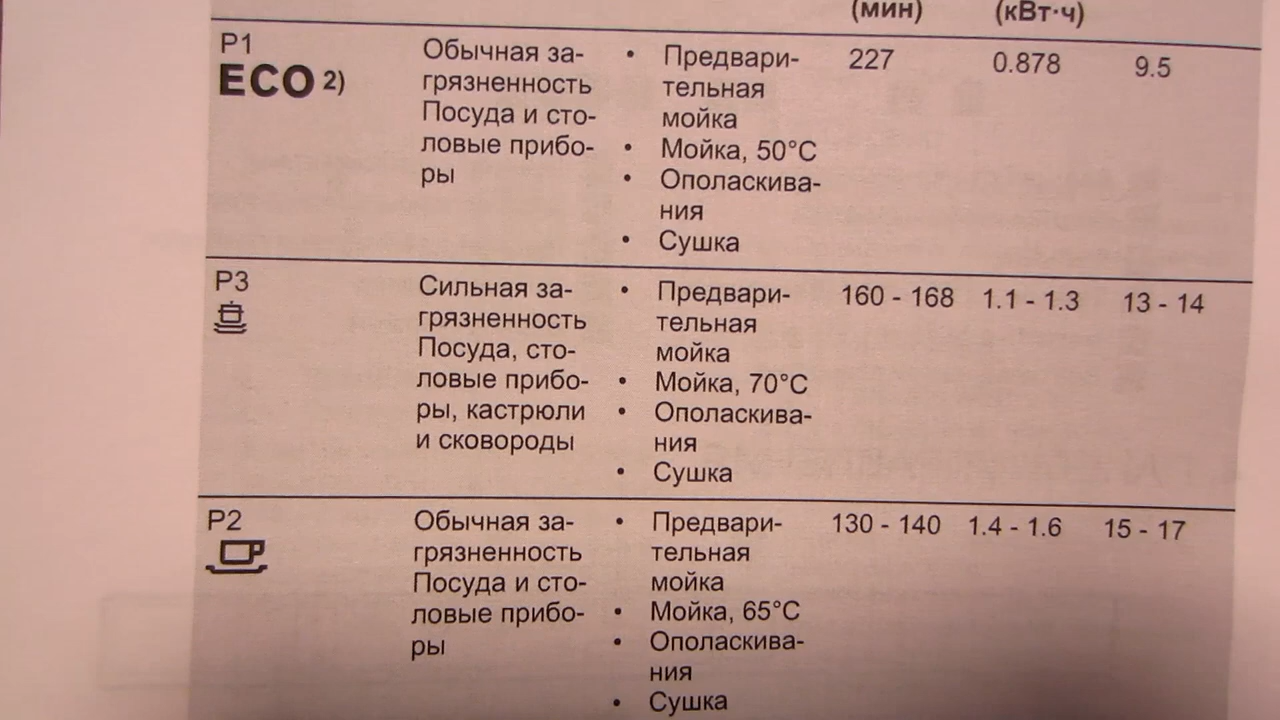 (мин) (кВт·ч)
P1 Обычная за- • Предвари- 227 0.878 9.5
ECO 2) грязненность тельная
Посуда и сто- мойка
ловые прибо- • Мойка, 50°C
ры • Ополаскива-
ния
• Сушка
P3 Сильная за- • Предвари- 160 - 168 1.1 - 1.3 13 - 14
грязненность тельная
Посуда, сто- мойка
ловые прибо- • Мойка, 70°C
ры, кастрюли • Ополаскива-
и сковороды ния
• Сушка
P2 Обычная за- • Предвари- 130 - 140 1.4 - 1.6 15 - 17
грязненность тельная
Посуда и сто- мойка
ловые прибо- • Мойка, 65°C
ры • Ополаскива-
ния
• Сушка